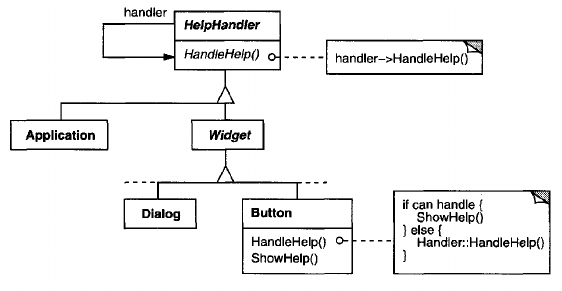 handler
HelpHandler
HandleHelp()
handler–>HandleHelp()
Application
Widget
Dialog
Button
HandleHelp()
ShowHelp()
if can handle {
ShowHelp()
} else {
Handler::HandleHelp()
}